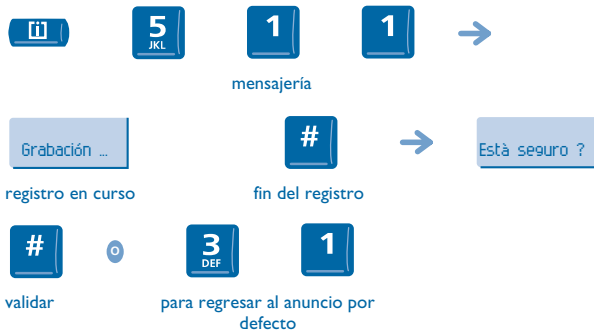 [i] 5 JKL 1 1
mensajería
Grabación ... # Està seguro ?
registro en curso fin del registro
# o 3 DEF 1
validar para regresar al anuncio por
defecto